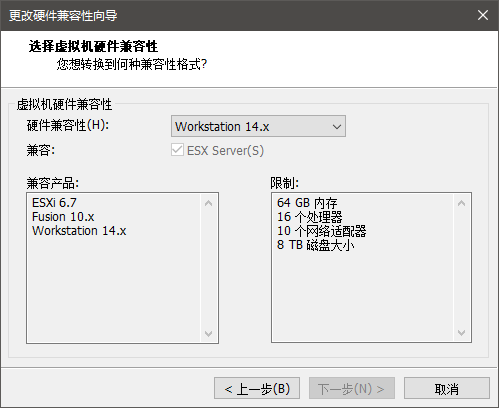 更改硬件兼容性向导
选择虚拟机硬件兼容性
您想转换到何种兼容性格式?
虚拟机硬件兼容性
硬件兼容性(H):
Workstation 14.x
兼容:
ESX Server(S)
兼容产品:
ESXi 6.7
Fusion 10.x
Workstation 14.x
限制:
64 GB 内存
16 个处理器
10 个网络适配器
8 TB 磁盘大小
< 上一步(B)
下一步(N) >
取消